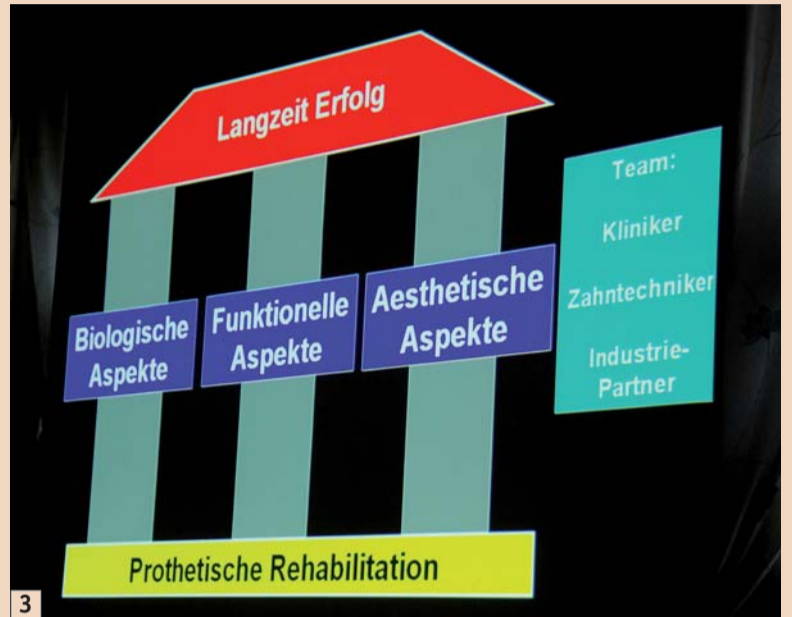 Langzeit Erfolg
Biologische
Aspekte
Funktionelle
Aspekte
Aesthetische
Aspekte
Team:
Kliniker
Zahntechniker
Industrie-
Partner
Prothetische Rehabilitation
3